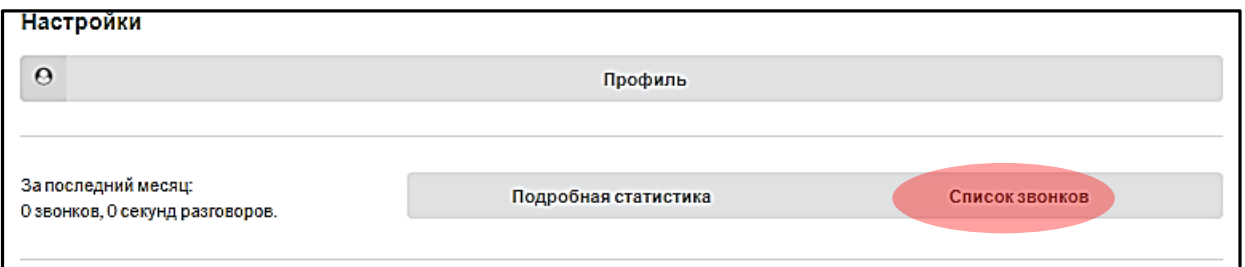 Настройки
Профиль
За последний месяц:
0 звонков, 0 секунд разговоров.
Подробная статистика
Список звонков